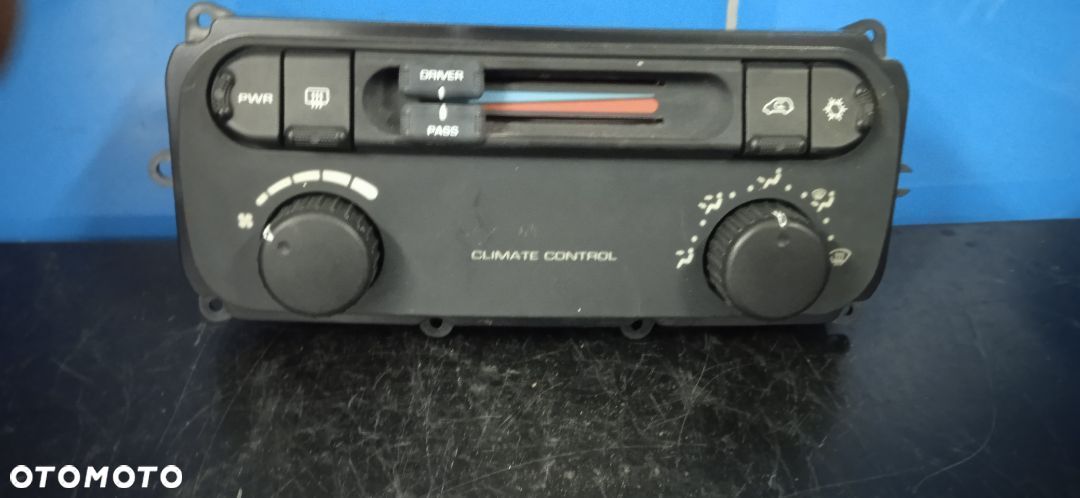 DRIVER
PWR
PASS
CLIMATE CONTROL
OTOMOTO